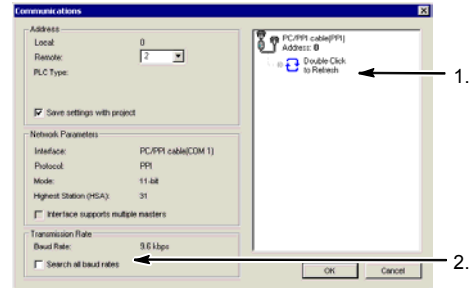 Communications
Address
Local: 0
Remote: 2
PLC Type:
Save settings with project
Network Parameters
Interface: PC/PPI cable(COM 1)
Protocol: PPI
Mode: 11-bit
Highest Station (HSA): 31
Interface supports multiple masters
Transmission Rate
Baud Rate: 9.6 kbps
Search all baud rates
PC/PPI cable(PPI)
Address: 0
Double Click
to Refresh
1.
2.
OK Cancel